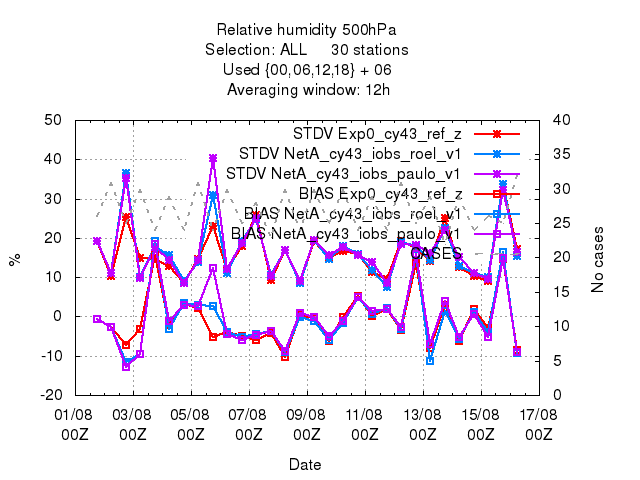 Relative humidity 500hPa
Selection: ALL     30 stations
Used {00,06,12,18} + 06
Averaging window: 12h
50 40
STDV Exp0_cy43_ref_z
40 35
STDV NetA_cy43_iobs_roel_v1
STDV NetA_cy43_iobs_paulo_v1
30 30
BIAS Exp0_cy43_ref_z
BIAS NetA_cy43_iobs_roel_v1
20 25
BIAS NetA_cy43_iobs_paulo_v1
CASES
10 20
0 15
-10 10
-20 5
0
%
No cases
01/08 03/08 05/08 07/08 09/08 11/08 13/08 15/08 17/08
00Z 00Z 00Z 00Z 00Z 00Z 00Z 00Z 00Z
Date